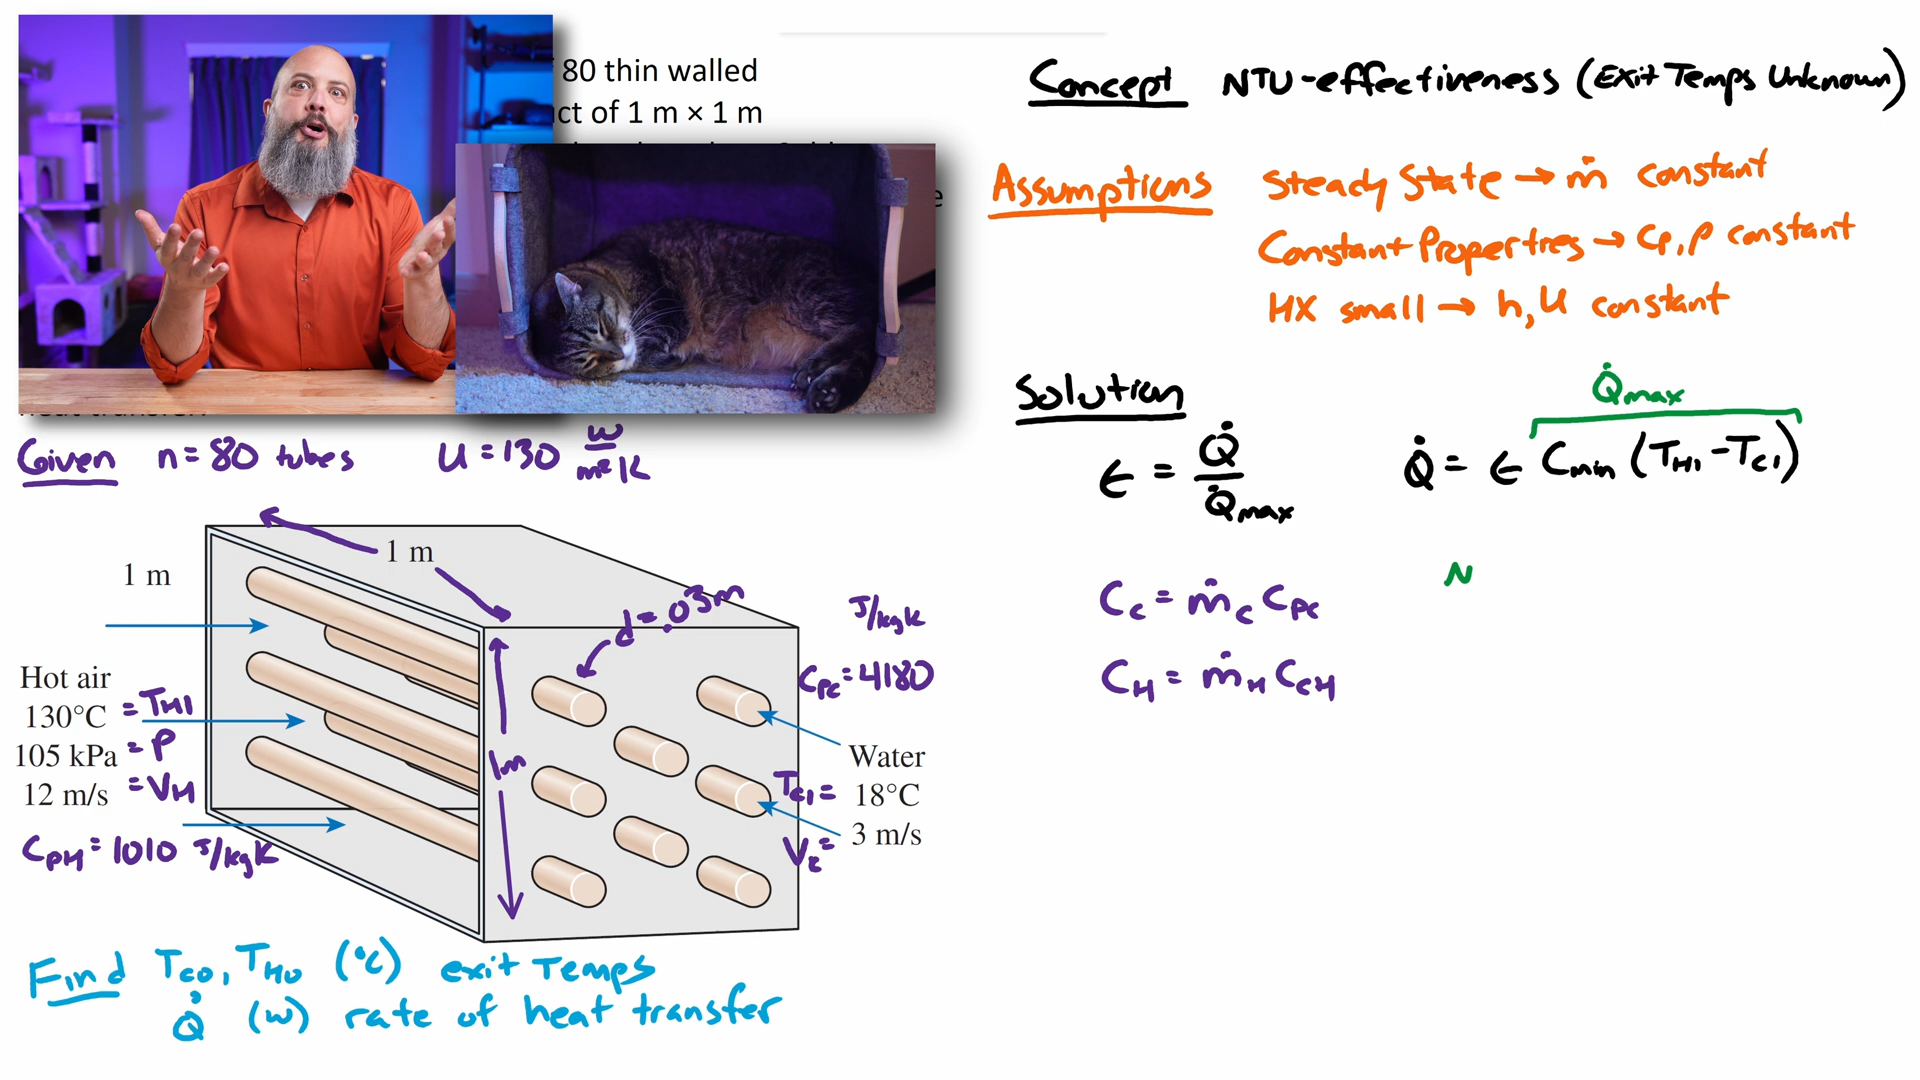 80 thin walled
ct of 1 m × 1 m
e
heat transfer.
Given n=80 tubes U=130 W/m²K
1 m
1 m
d=.03m
1m
Hot air
130°C =TH1
105 kPa =P
12 m/s =VH
CPH=1010 J/kgK
J/kgK
CPC=4180
Water
TC1= 18°C
VC= 3 m/s
Find TCO, THO (°C) exit Temps
Q̇ (W) rate of heat transfer
Concept NTU-effectiveness (Exit Temps Unknown)
Assumptions Steady State → ṁ constant
Constant Properties → CP, ρ constant
HX small → h, U constant
Solution
Q̇max
ϵ = Q̇/Q̇max Q̇ = ϵ Cmin (TH1 - TC1)
N
CC = ṁC CPC
CH = ṁH CCH